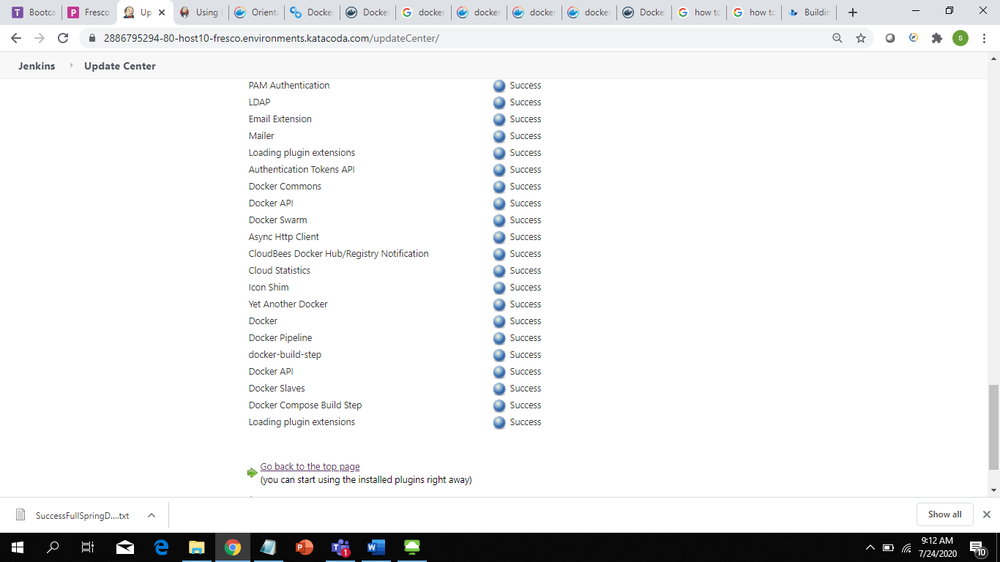 Bootca
Fresco
Up
Using
Orienta
Docker
Docker
docker
docker
docker
docker
Docke
how to
how to
Buildin
2886795294-80-host10-fresco.environments.katacoda.com/updateCenter/
s
Jenkins
Update Center
PAM Authentication Success
LDAP Success
Email Extension Success
Mailer Success
Loading plugin extensions Success
Authentication Tokens API Success
Docker Commons Success
Docker API Success
Docker Swarm Success
Async Http Client Success
CloudBees Docker Hub/Registry Notification Success
Cloud Statistics Success
Icon Shim Success
Yet Another Docker Success
Docker Success
Docker Pipeline Success
docker-build-step Success
Docker API Success
Docker Slaves Success
Docker Compose Build Step Success
Loading plugin extensions Success
Go back to the top page
(you can start using the installed plugins right away)
SuccessFullSpringD....txt
Show all
1
9:12 AM
7/24/2020
10